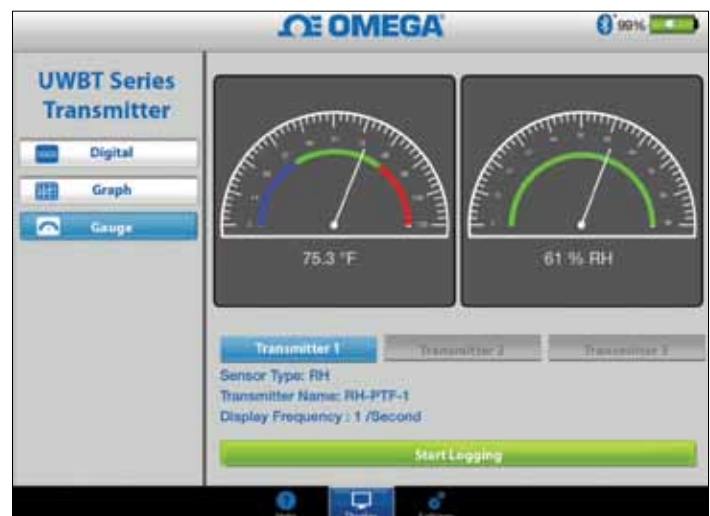 OMEGA
99%
UWBT Series
Transmitter
Digital
Graph
Gauge
75.3 °F
61 % RH
Transmitter 1
Transmitter 2
Transmitter 3
Sensor Type: RH
Transmitter Name: RH-PTF-1
Display Frequency : 1 /Second
Start Logging